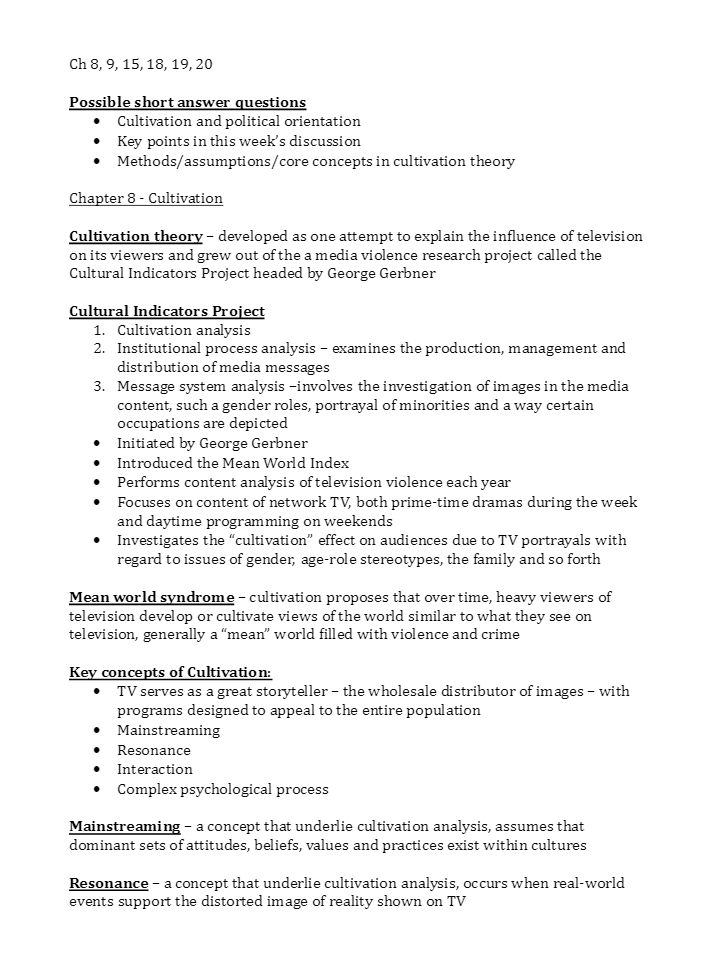 Ch 8, 9, 15, 18, 19, 20
Possible short answer questions
• Cultivation and political orientation
• Key points in this week's discussion
• Methods/assumptions/core concepts in cultivation theory
Chapter 8 - Cultivation
Cultivation theory – developed as one attempt to explain the influence of television
on its viewers and grew out of the a media violence research project called the
Cultural Indicators Project headed by George Gerbner
Cultural Indicators Project
1. Cultivation analysis
2. Institutional process analysis – examines the production, management and
distribution of media messages
3. Message system analysis –involves the investigation of images in the media
content, such a gender roles, portrayal of minorities and a way certain
occupations are depicted
• Initiated by George Gerbner
• Introduced the Mean World Index
• Performs content analysis of television violence each year
• Focuses on content of network TV, both prime-time dramas during the week
and daytime programming on weekends
• Investigates the “cultivation” effect on audiences due to TV portrayals with
regard to issues of gender, age-role stereotypes, the family and so forth
Mean world syndrome – cultivation proposes that over time, heavy viewers of
television develop or cultivate views of the world similar to what they see on
television, generally a “mean” world filled with violence and crime
Key concepts of Cultivation:
• TV serves as a great storyteller – the wholesale distributor of images – with
programs designed to appeal to the entire population
• Mainstreaming
• Resonance
• Interaction
• Complex psychological process
Mainstreaming – a concept that underlie cultivation analysis, assumes that
dominant sets of attitudes, beliefs, values and practices exist within cultures
Resonance – a concept that underlie cultivation analysis, occurs when real-world
events support the distorted image of reality shown on TV